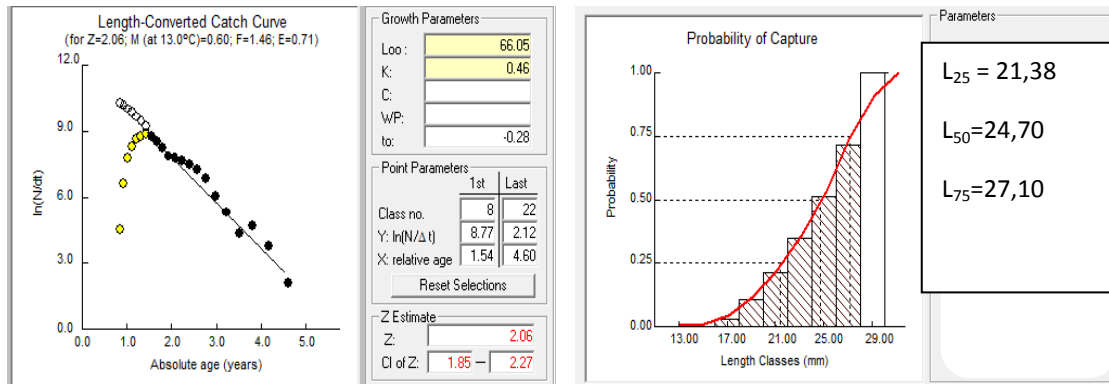 Length-Converted Catch Curve
(for Z=2.06; M (at 13.0ºC)=0.60; F=1.46; E=0.71)
12.0
9.0
6.0
3.0
0.0
ln(N/dt)
0.0 1.0 2.0 3.0 4.0 5.0
Absolute age (years)
Growth Parameters
Loo : 66.05
K: 0.46
C:
WP:
to: -0.28
Point Parameters
1st Last
Class no. 8 22
Y: ln(N/Δ t) 8.77 2.12
X: relative age 1.54 4.60
Reset Selections
Z Estimate
Z: 2.06
CI of Z: 1.85 — 2.27
Probability of Capture
1.00
0.75
0.50
0.25
0.00
Probability
13.00 17.00 21.00 25.00 29.00
Length Classes (mm)
Parameters
L25 = 21,38
L50=24,70
L75=27,10